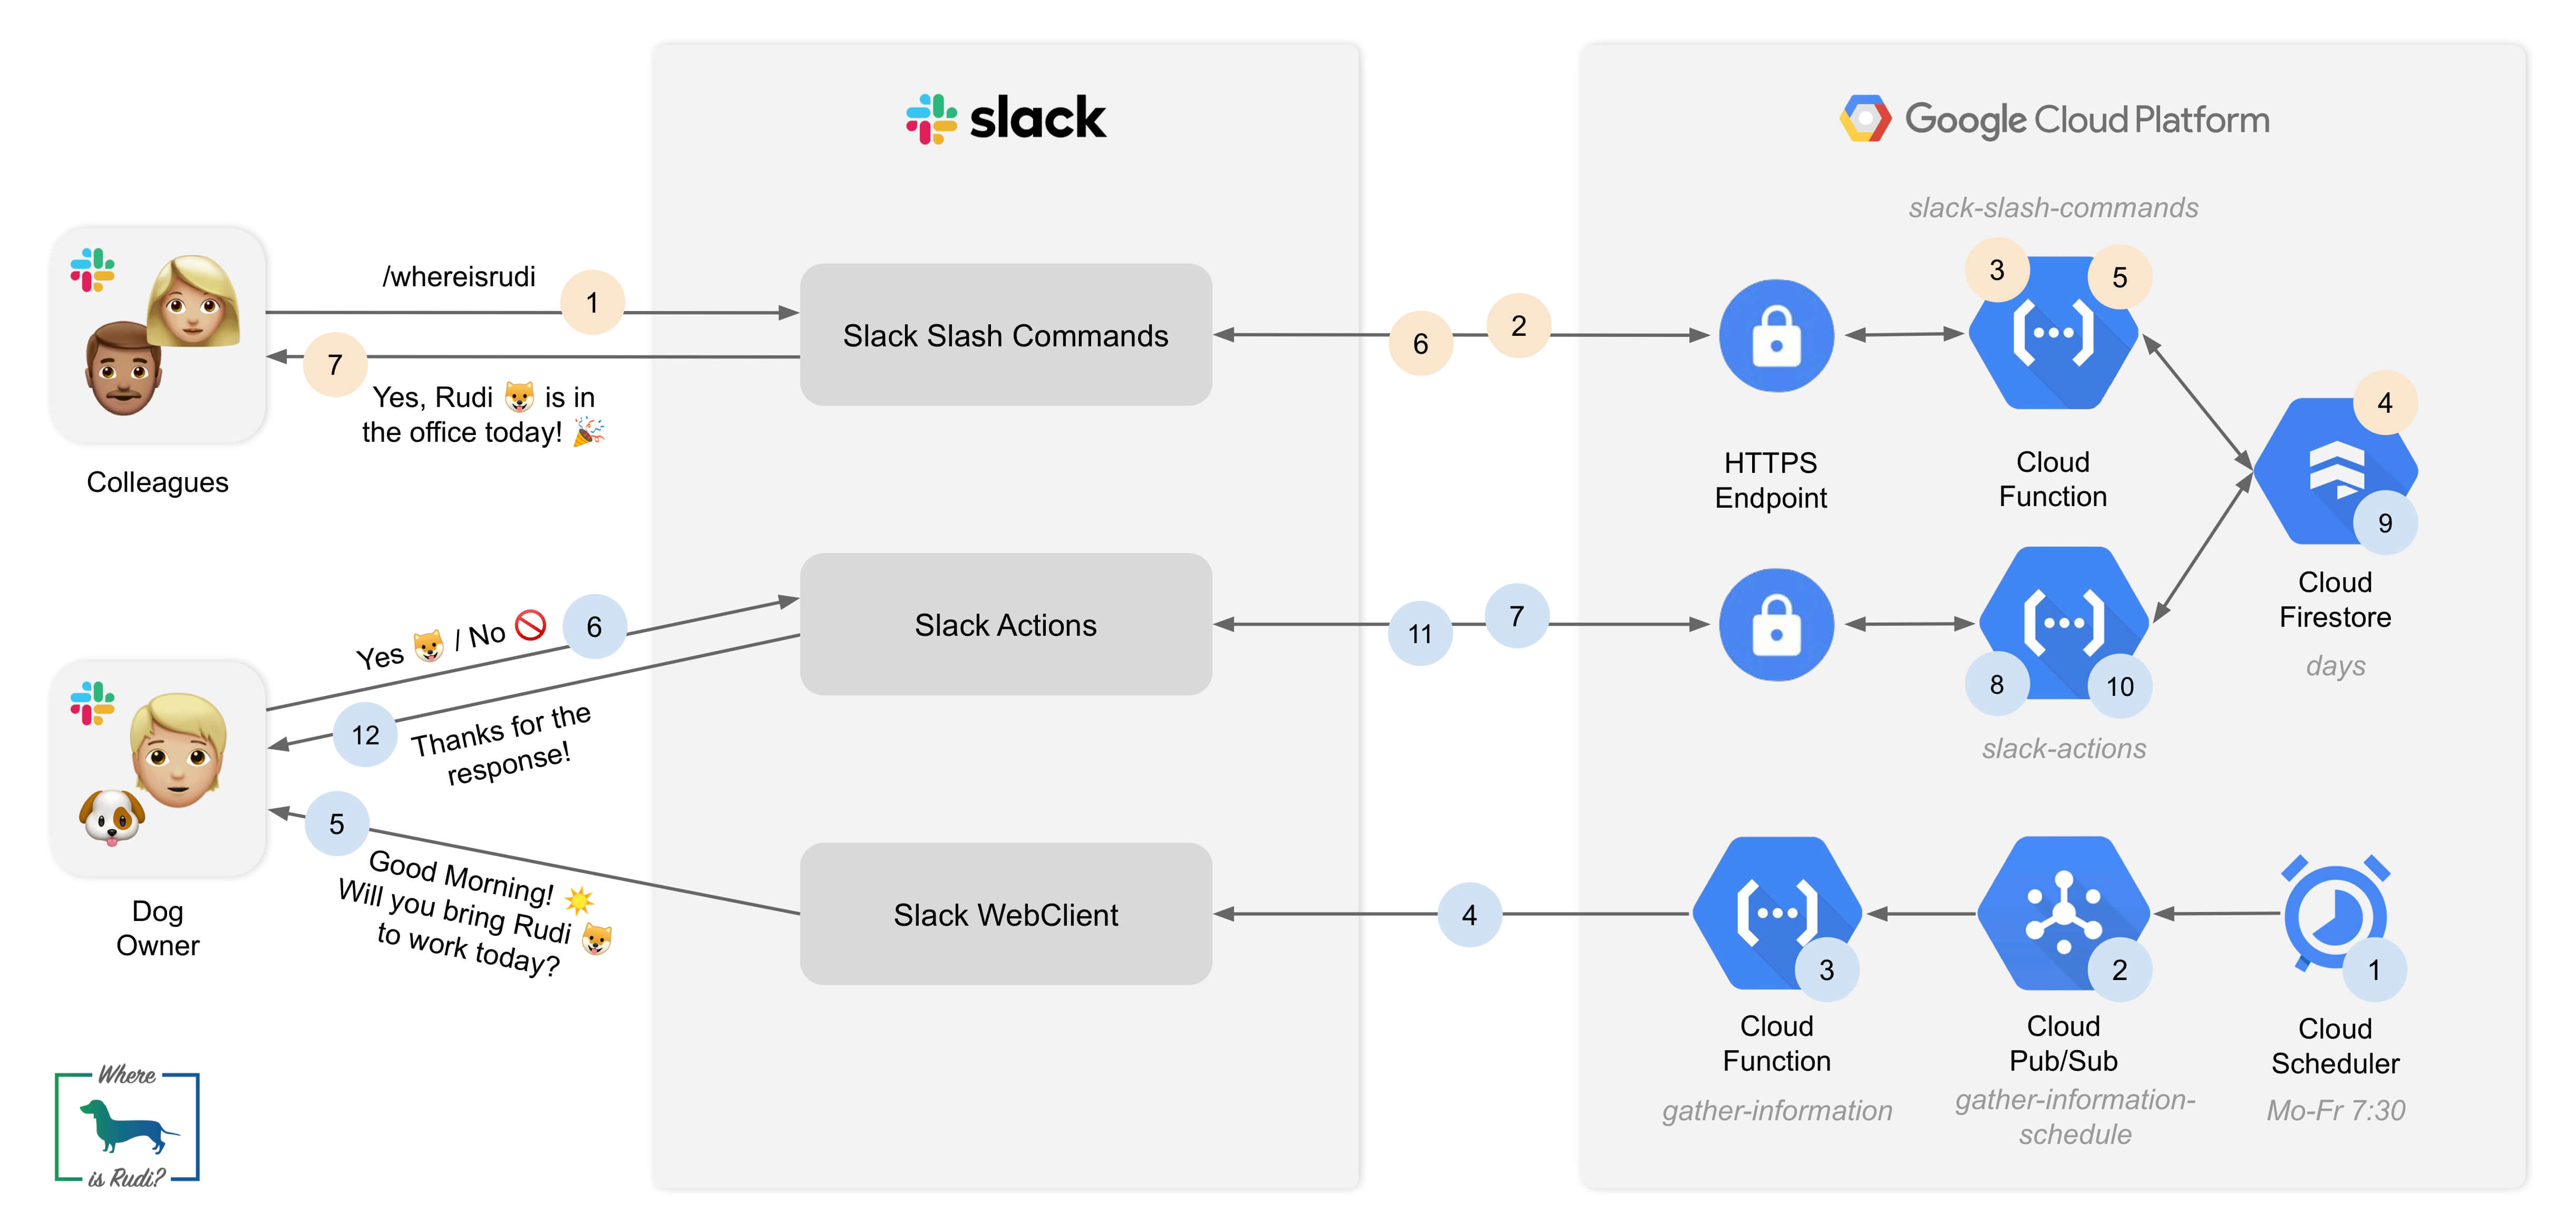 slack
Google Cloud Platform
slack-slash-commands
/whereisrudi
1
7
Yes, Rudi 🐶 is in
the office today! 🎉
Colleagues
Slack Slash Commands
6
2
HTTPS
Endpoint
3
5
Cloud
Function
4
9
Cloud
Firestore
days
Yes 🐶 / No 🚫
6
12
Thanks for the
response!
5
Good Morning! ☀️
Will you bring Rudi 🐶
to work today?
Dog
Owner
Slack Actions
11
7
8
10
slack-actions
Slack WebClient
4
3
Cloud
Function
gather-information
2
Cloud
Pub/Sub
gather-information-
schedule
1
Cloud
Scheduler
Mo-Fr 7:30
Where
is Rudi?